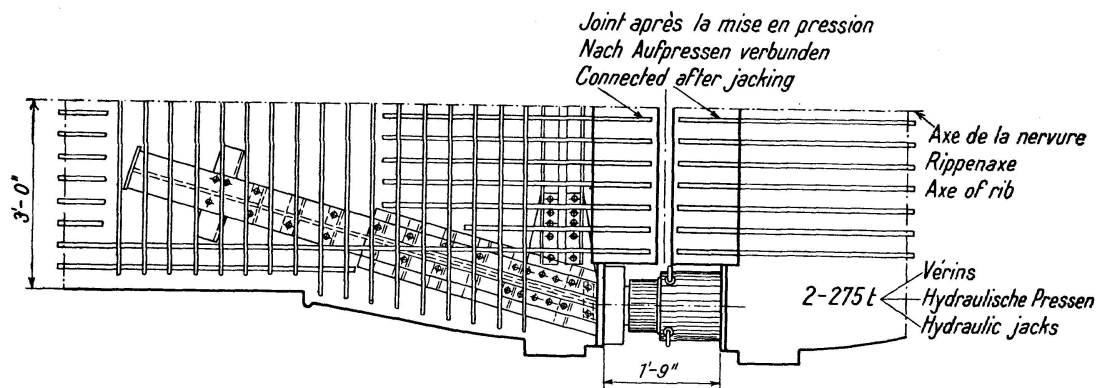 Joint après la mise en pression
Nach Aufpressen verbunden
Connected after jacking
Axe de la nervure
Rippenaxe
Axe of rib
3'-0"
2-275t
Vérins
Hydraulische Pressen
Hydraulic jacks
1'-9"